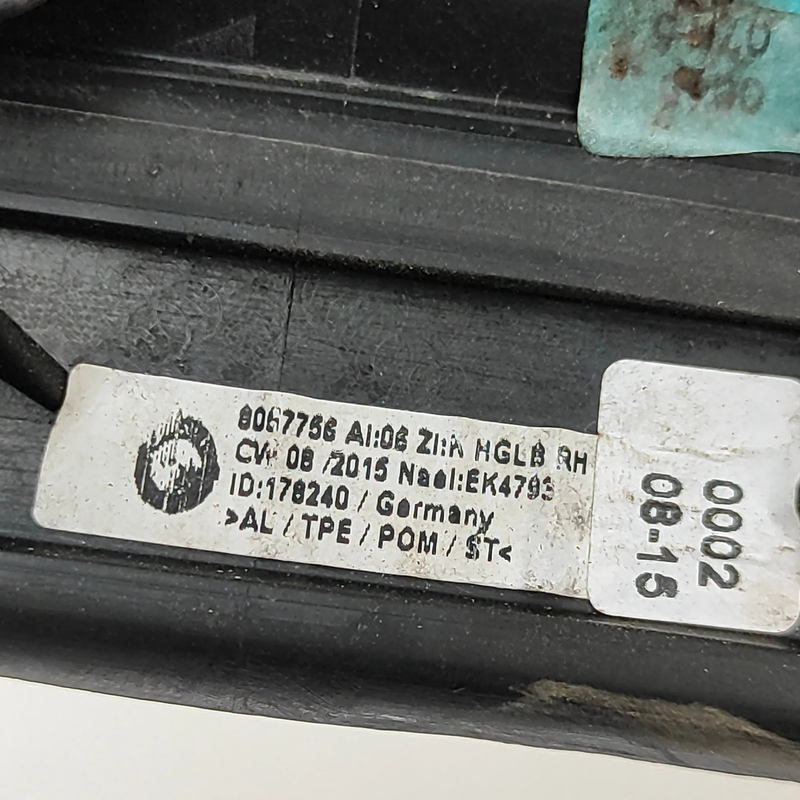 8067756 AI:06 ZI:K HGLB RH
CW 08 /2015 Nael:EK4793
ID:178240 / Germany
>AL / TPE / POM / ST<
0002
08-15